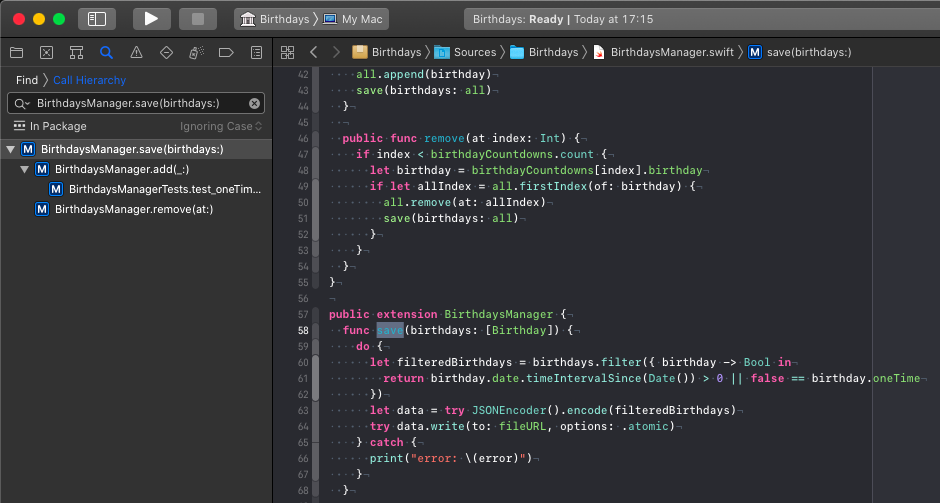 Birthdays
My Mac
Birthdays: Ready | Today at 17:15
Birthdays
Sources
Birthdays
BirthdaysManager.swift
M save(birthdays:)
Find
Call Hierarchy
BirthdaysManager.save(birthdays:)
In Package
Ignoring Case
M BirthdaysManager.save(birthdays:)
M BirthdaysManager.add(_:)
M BirthdaysManagerTests.test_oneTim...
M BirthdaysManager.remove(at:)
42 all.append(birthday)
43 save(birthdays: all)
44 }
45
46 public func remove(at index: Int) {
47 if index < birthdayCountdowns.count {
48 let birthday = birthdayCountdowns[index].birthday
49 if let allIndex = all.firstIndex(of: birthday) {
50 all.remove(at: allIndex)
51 save(birthdays: all)
52 }
53 }
54 }
55 }
56
57 public extension BirthdaysManager {
58 func save(birthdays: [Birthday]) {
59 do {
60 let filteredBirthdays = birthdays.filter({ birthday -> Bool in
61 return birthday.date.timeIntervalSince(Date()) > 0 || false == birthday.oneTime
62 })
63 let data = try JSONEncoder().encode(filteredBirthdays)
64 try data.write(to: fileURL, options: .atomic)
65 } catch {
66 print("error: \(error)")
67 }
68 }